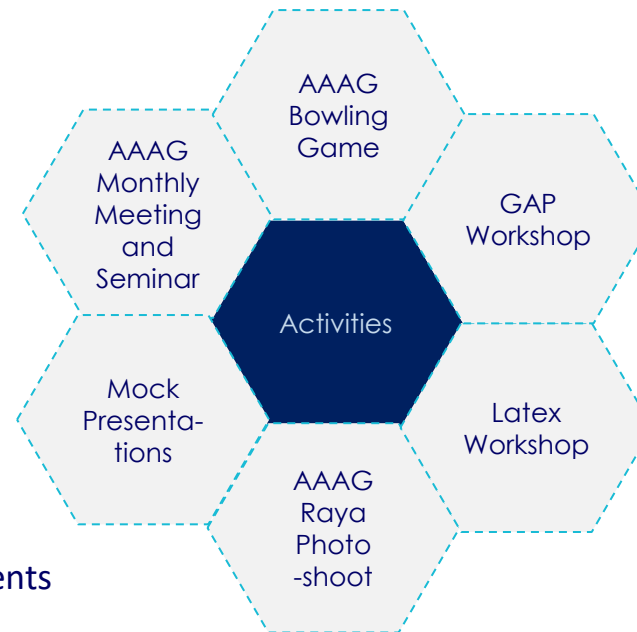 AAAG
Bowling
Game
AAAG
Monthly
Meeting
and
Seminar
GAP
Workshop
Activities
Mock
Presenta-
tions
Latex
Workshop
AAAG
Raya
Photo
-shoot
ents